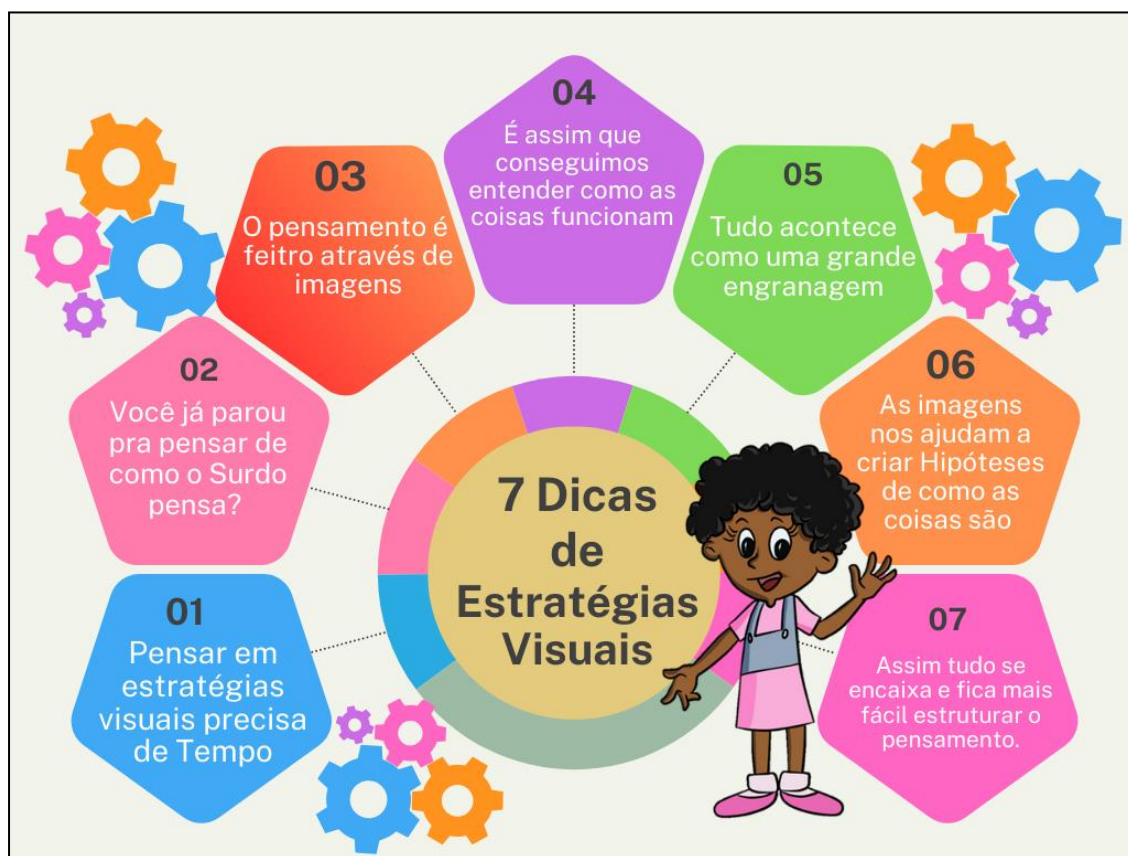 7 Dicas
de
Estratégias
Visuais
01
Pensar em
estratégias
visuais precisa
de Tempo
02
Você já parou
pra pensar de
como o Surdo
pensa?
03
O pensamento é
feitro através de
imagens
04
É assim que
conseguimos
entender como as
coisas funcionam
05
Tudo acontece
como uma grande
engranagem
06
As imagens
nos ajudam a
criar Hipóteses
de como as
coisas são
07
Assim tudo se
encaixa e fica mais
fácil estruturar o
pensamento.